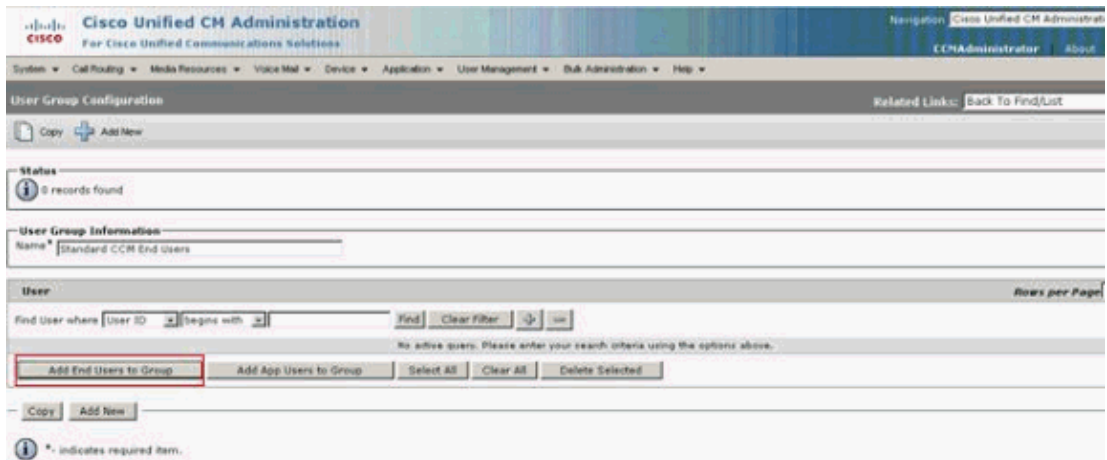 Cisco Unified CM Administration
For Cisco Unified Communications Solutions
CISCO
Navigation Cisco Unified CM Administrati
CCMAdministrator About
System Call Routing Media Resources Voice Mail Device Application User Management Bulk Administration Help
User Group Configuration
Related Links: Back To Find/List
Copy Add New
Status
0 records found
User Group Information
Name* Standard CCM End Users
User
Rows per Page
Find User where User ID begins with Find Clear Filter
No active query. Please enter your search criteria using the options above.
Add End Users to Group Add App Users to Group Select All Clear All Delete Selected
Copy Add New
*- indicates required item.